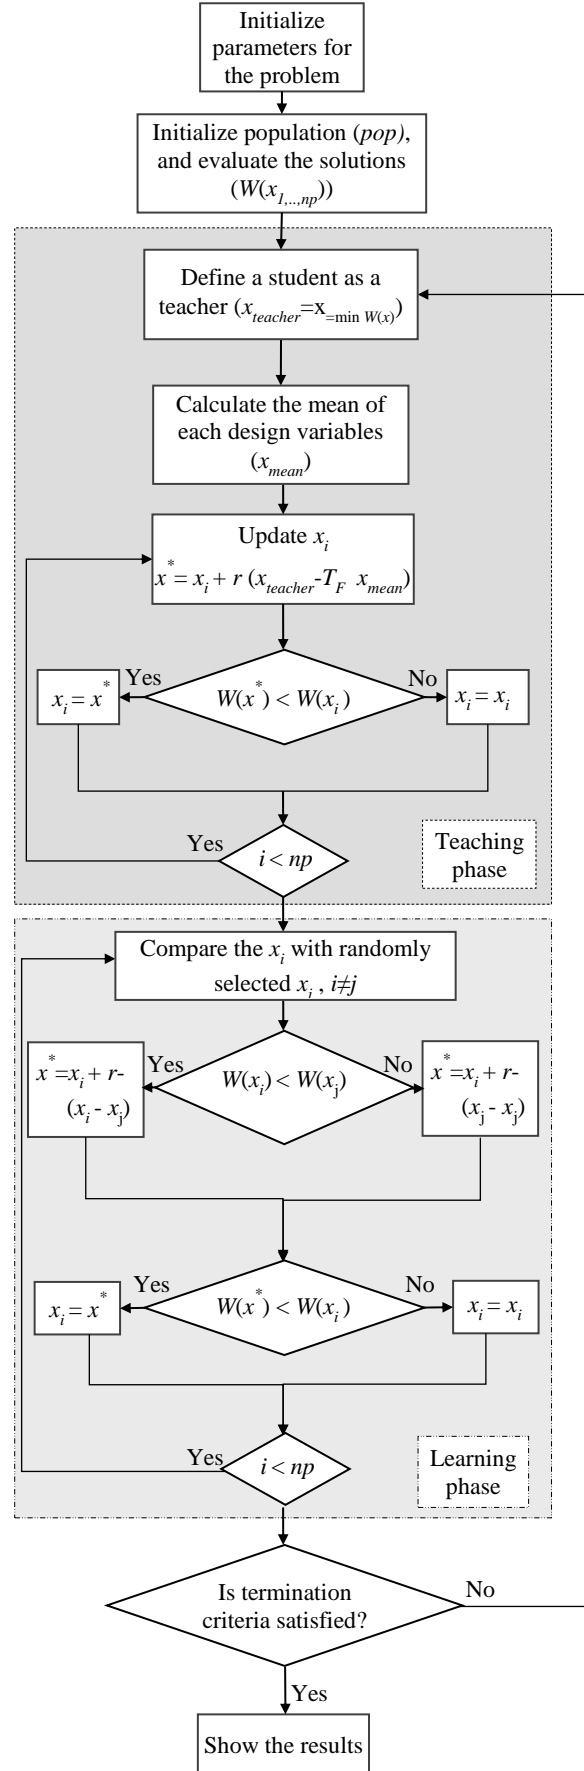 Initialize
parameters for
the problem
Initialize population (pop),
and evaluate the solutions
(W(x1,..,np))
Define a student as a
teacher (xteacher=x=min W(x))
Calculate the mean of
each design variables
(xmean)
Update xi
x*= xi + r (xteacher-TF xmean)
Yes
No
xi = x*
W(x*) < W(xi)
xi = xi
Yes
i < np
Teaching
phase
Compare the xi with randomly
selected xi , i≠j
Yes
No
x*=xi + r-
(xi - xj)
W(xi) < W(xj)
x*=xi + r-
(xj - xj)
Yes
No
xi = x*
W(x*) < W(xi)
xi = xi
Yes
i < np
Learning
phase
Is termination
criteria satisfied?
No
Yes
Show the results